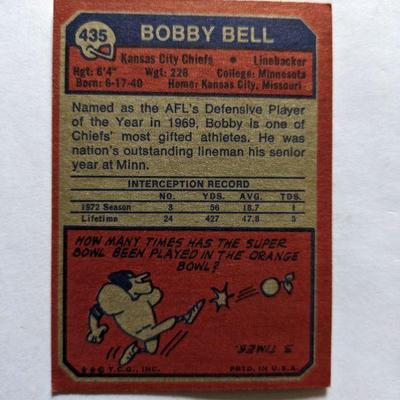 435
BOBBY BELL
Kansas City Chiefs • Linebacker
Hgt: 6'4" Wgt: 228 College: Minnesota
Born: 6-17-40 Home: Kansas City, Missouri
Named as the AFL's Defensive Player
of the Year in 1969, Bobby is one of
Chiefs' most gifted athletes. He was
nation's outstanding lineman his senior
year at Minn.
INTERCEPTION RECORD
NO. YDS. AVG. TDS.
1972 Season 3 56 18.7 1
Lifetime 24 427 47.8 5
HOW MANY TIMES HAS THE SUPER
BOWL BEEN PLAYED IN THE ORANGE
BOWL?
3 TIMES.
T.C.G., INC. PRTD. IN U.S.A.